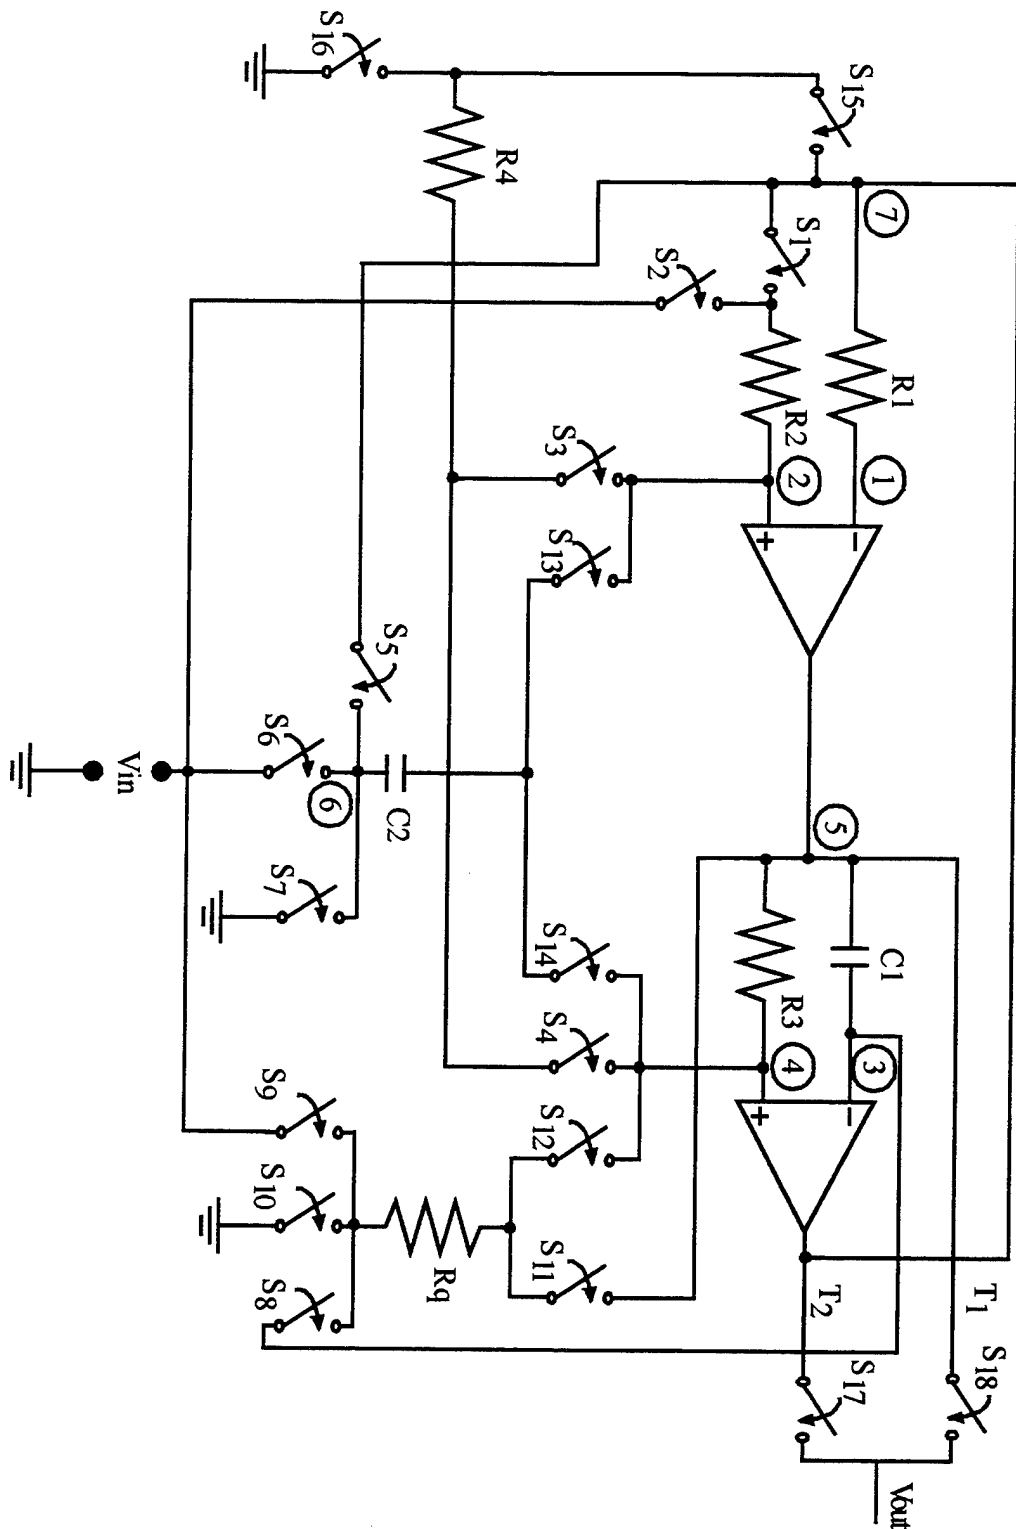 S16
S15
R4
7
S1
S2
R1
R2
S3
2
1
−
+
S13
S5
S6
Vin
6
C2
5
S7
S14
C1
R3
S4
4
3
−
+
S9
S12
S10
S11
Rq
S8
T2
T1
S17
S18
Vout